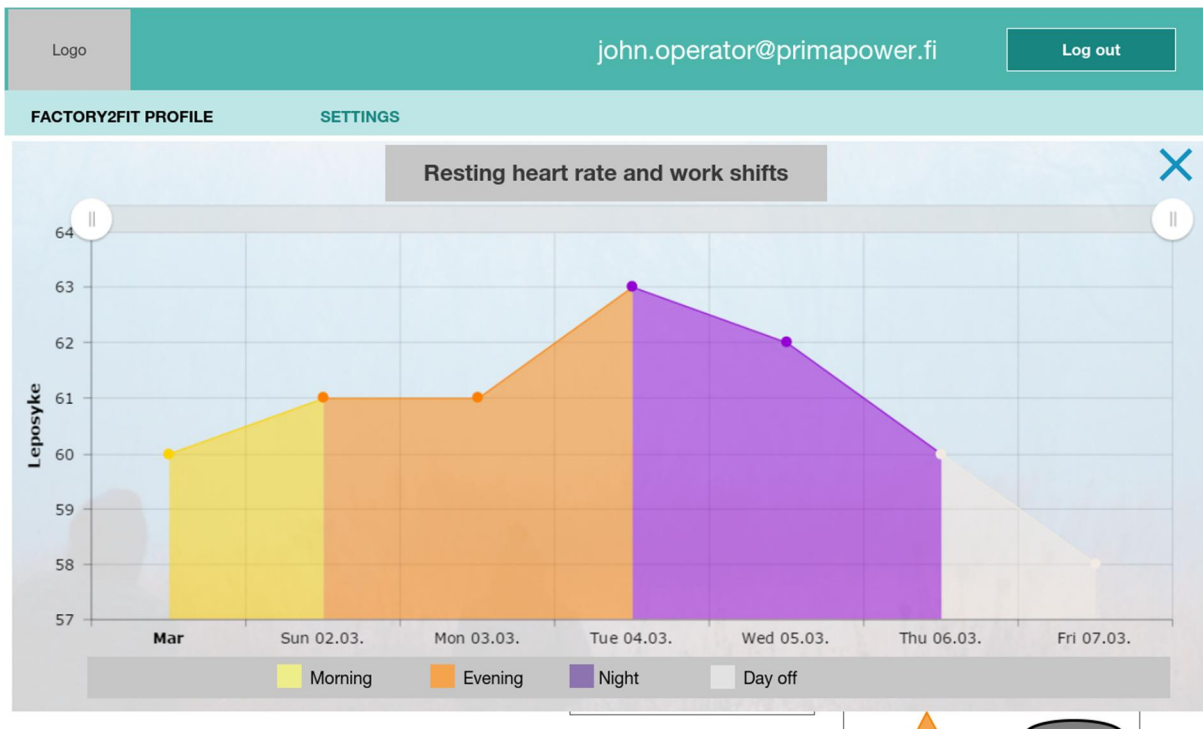 Logo
john.operator@primapower.fi
Log out
FACTORY2FIT PROFILE
SETTINGS
Resting heart rate and work shifts
64
63
62
61
60
59
58
57
Leposyke
Mar
Sun 02.03.
Mon 03.03.
Tue 04.03.
Wed 05.03.
Thu 06.03.
Fri 07.03.
Morning
Evening
Night
Day off